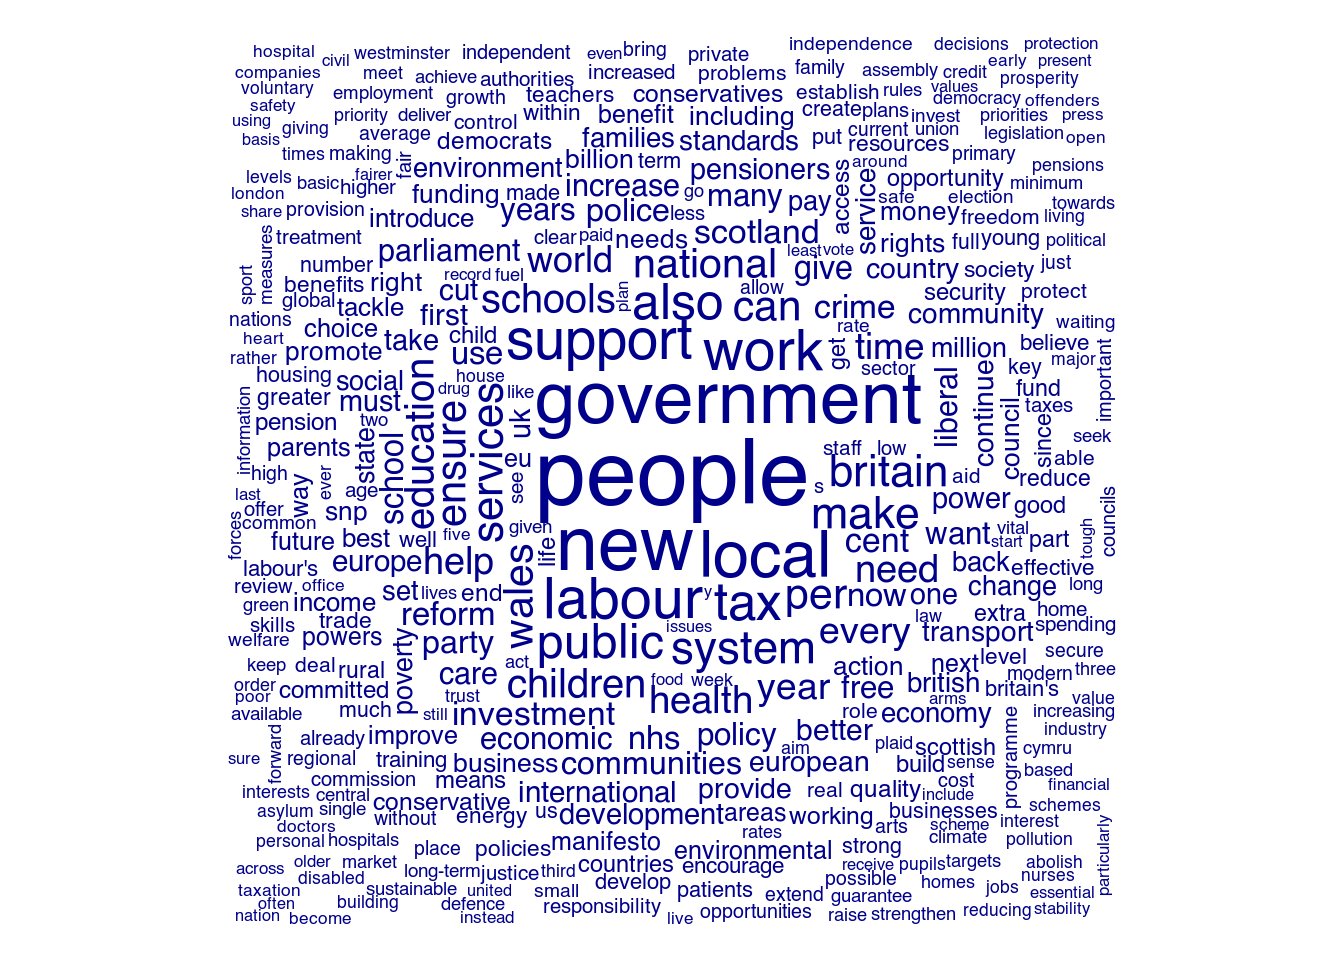 hospital civil westminster independent even bring private independence decisions protection
companies meet achieve authorities increased problems family assembly credit early present
voluntary employment growth teachers conservatives establish rules values prosperity
safety priority deliver control within benefit including create plans invest democracy offenders
using giving average democrats families standards put current union priorities press
basis times making fair environment billion term pensioners resources legislation open
levels basic fairer higher funding made increase go many pay access around service opportunity primary pensions
london share provision introduce years police less scotland safe money election minimum towards
treatment parliament clear paid needs world national least vote rights freedom full young living political
sport measures number benefits right record fuel cut schools plan also allow can give country society just
nations global tackle first support work crime security protect community
heart choice take child use rate get time million believe waiting
rather promote housing social house drug like government sector liberal continue key fund major important
greater must education ensure services uk council since taxes
pension two state school eu people staff low britain aid able seek
information parents high ever age see s power reduce
last offer way snp given make good councils
forces common future best well five life new local cent want vital start part tough
labour's europe help need back effective
review office set lives end wales labour y tax per now one change long
green income reform law extra home
skills trade powers poverty party public issues system every transport spending
welfare keep deal rural care act children food week action next level secure three
order poor committed much trust health year free british modern britain's value
available still investment role arms economy increasing
sure forward already improve economic nhs policy better aim plaid scottish programme industry
regional training business communities european build sense cymru
commission means international provide real quality cost based financial
interests central conservative energy us development areas working include businesses schemes
asylum single without rates arts scheme interest
doctors personal hospitals place policies manifesto environmental strong climate pollution particularly
across older market long-term justice third countries encourage receive pupils targets abolish
disabled sustainable united small develop patients extend possible homes jobs nurses
taxation often building defence responsibility opportunities guarantee essential
nation become instead live raise strengthen reducing stability